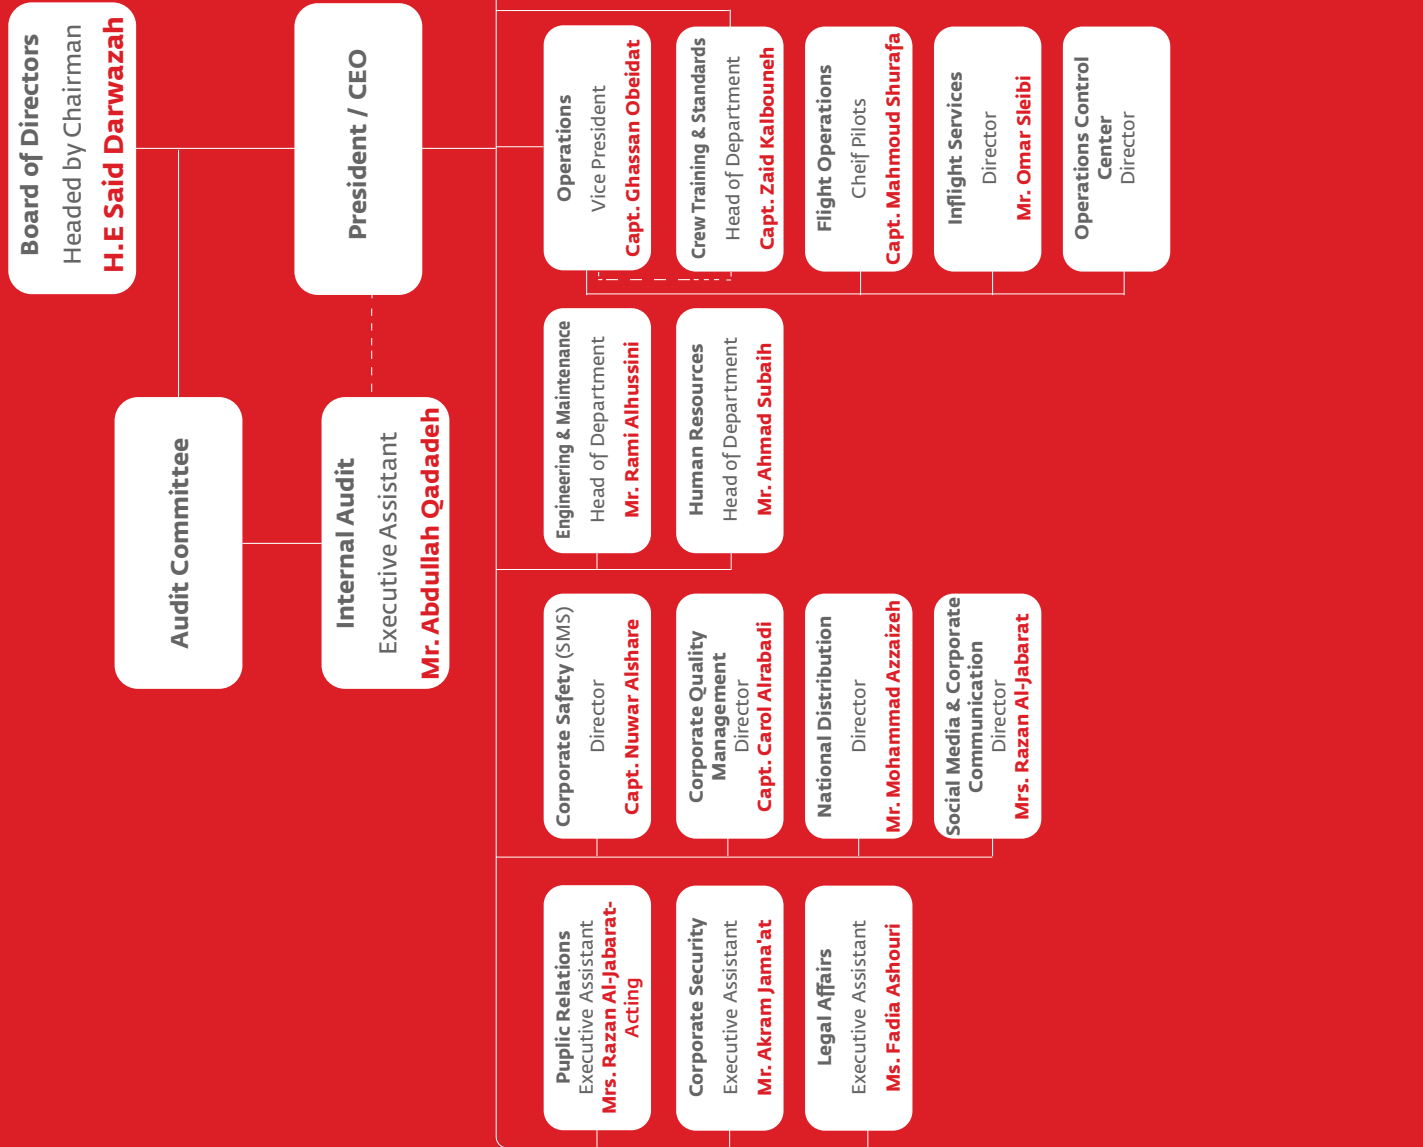 Board of Directors
Headed by Chairman
H.E Said Darwazah
President / CEO
Audit Committee
Internal Audit
Executive Assistant
Mr. Abdullah Qadadeh
Operations
Vice President
Capt. Ghassan Obeidat
Crew Training & Standards
Head of Department
Capt. Zaid Kalbouneh
Flight Operations
Cheif Pilots
Capt. Mahmoud Shurafa
Inflight Services
Director
Mr. Omar Sleibi
Operations Control
Center
Director
Engineering & Maintenance
Head of Department
Mr. Rami Alhussini
Human Resources
Head of Department
Mr. Ahmad Subaih
Corporate Safety (SMS)
Director
Capt. Nuwar Alshare
Corporate Quality
Management
Director
Capt. Carol Alrabadi
National Distribution
Director
Mr. Mohammad Azzaizeh
Social Media & Corporate
Communication
Director
Mrs. Razan Al-Jabarat
Puplic Relations
Executive Assistant
Mrs. Razan Al-Jabarat-
Acting
Corporate Security
Executive Assistant
Mr. Akram Jama'at
Legal Affairs
Executive Assistant
Ms. Fadia Ashouri